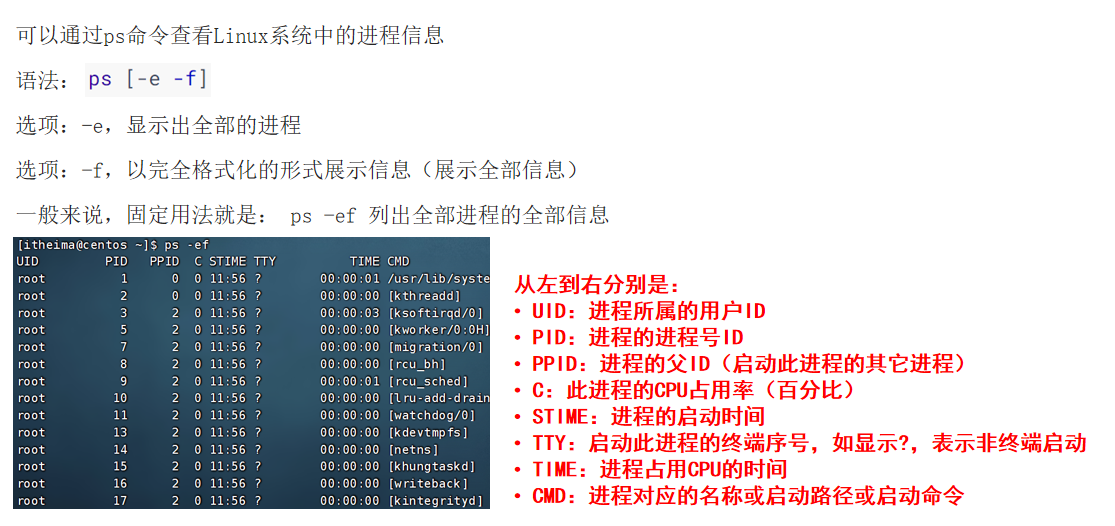 可以通过ps命令查看Linux系统中的进程信息
语法： ps [-e -f]
选项：-e，显示出全部的进程
选项：-f，以完全格式化的形式展示信息（展示全部信息）
一般来说，固定用法就是： ps -ef 列出全部进程的全部信息
[itheima@centos ~]$ ps -ef
UID PID PPID C STIME TTY TIME CMD
root 1 0 0 11:56 ? 00:00:01 /usr/lib/syste
root 2 0 0 11:56 ? 00:00:00 [kthreadd]
root 3 2 0 11:56 ? 00:00:03 [ksoftirqd/0]
root 5 2 0 11:56 ? 00:00:00 [kworker/0:0H]
root 7 2 0 11:56 ? 00:00:00 [migration/0]
root 8 2 0 11:56 ? 00:00:00 [rcu_bh]
root 9 2 0 11:56 ? 00:00:01 [rcu_sched]
root 10 2 0 11:56 ? 00:00:00 [lru-add-drain
root 11 2 0 11:56 ? 00:00:00 [watchdog/0]
root 13 2 0 11:56 ? 00:00:00 [kdevtmpfs]
root 14 2 0 11:56 ? 00:00:00 [netns]
root 15 2 0 11:56 ? 00:00:00 [khungtaskd]
root 16 2 0 11:56 ? 00:00:00 [writeback]
root 17 2 0 11:56 ? 00:00:00 [kintegrityd]
从左到右分别是：
• UID：进程所属的用户ID
• PID：进程的进程号ID
• PPID：进程的父ID（启动此进程的其它进程）
• C：此进程的CPU占用率（百分比）
• STIME：进程的启动时间
• TTY：启动此进程的终端序号，如显示?，表示非终端启动
• TIME：进程占用CPU的时间
• CMD：进程对应的名称或启动路径或启动命令